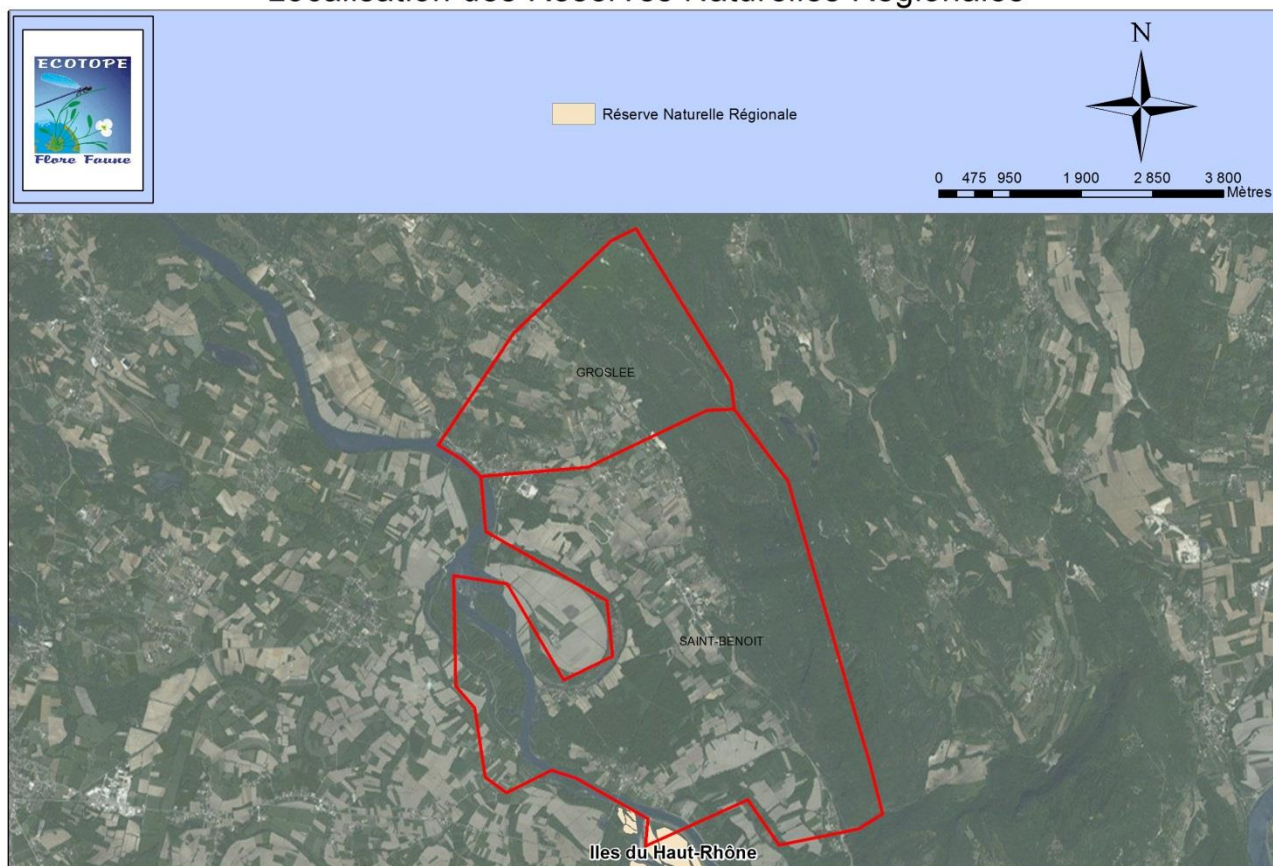 Localisation des Réserves Naturelles Régionales
ECOTOPE
Flore Faune
Réserve Naturelle Régionale
N
0 475 950 1 900 2 850 3 800
Mètres
GROSLEE
SAINT-BENOIT
Iles du Haut-Rhône